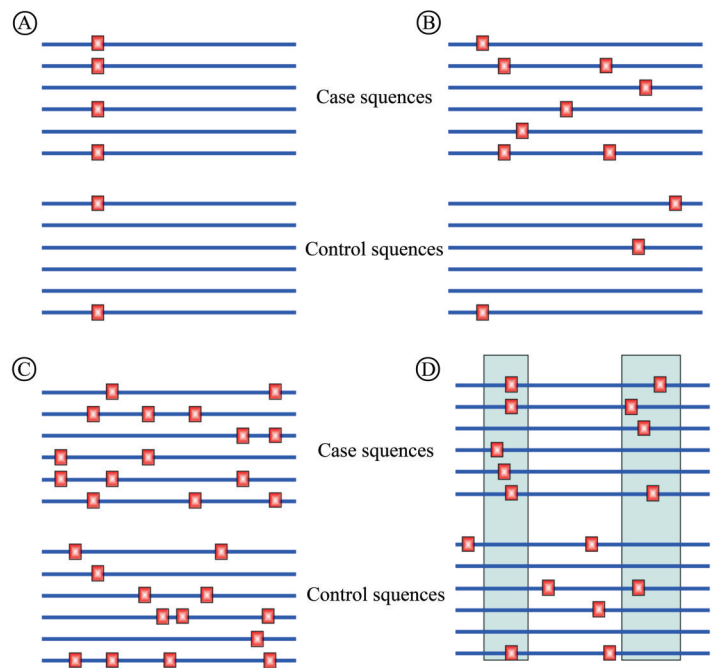 A
B
Case squences
Control squences
C
D
Case squences
Control squences